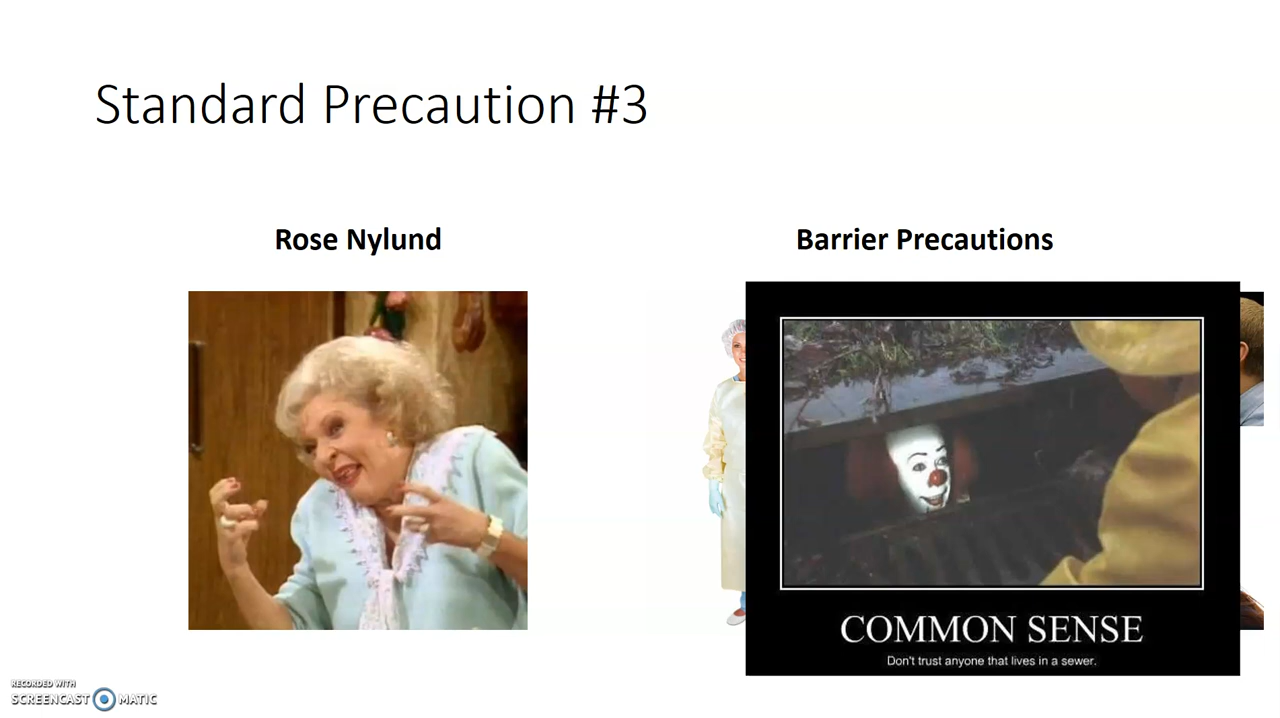 Standard Precaution #3
Rose Nylund
Barrier Precautions
COMMON SENSE
Don't trust anyone that lives in a sewer.
RECORDED WITH
SCREENCAST MATIC